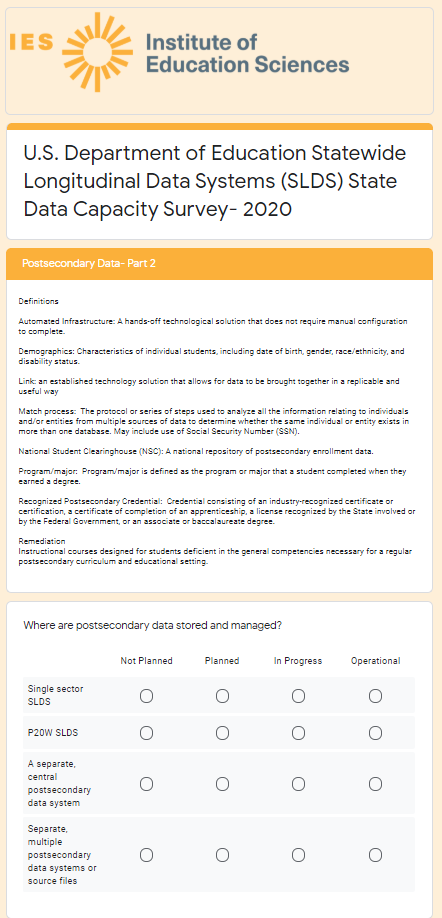 IES
Institute of
Education Sciences
U.S. Department of Education Statewide
Longitudinal Data Systems (SLDS) State
Data Capacity Survey- 2020
Postsecondary Data- Part 2
Definitions
Automated Infrastructure: A hands-off technological solution that does not require manual configuration
to complete.
Demographics: Characteristics of individual students, including date of birth, gender, race/ethnicity, and
disability status.
Link: an established technology solution that allows for data to be brought together in a replicable and
useful way
Match process:  The protocol or series of steps used to analyze all the information relating to individuals
and/or entities from multiple sources of data to determine whether the same individual or entity exists in
more than one database. May include use of Social Security Number (SSN).
National Student Clearinghouse (NSC): A national repository of postsecondary enrollment data.
Program/major:  Program/major is defined as the program or major that a student completed when they
earned a degree.
Recognized Postsecondary Credential:  Credential consisting of an industry-recognized certificate or
certification, a certificate of completion of an apprenticeship, a license recognized by the State involved or
by the Federal Government, or an associate or baccalaureate degree.
Remediation
Instructional courses designed for students deficient in the general competencies necessary for a regular
postsecondary curriculum and educational setting.
Where are postsecondary data stored and managed?
Not Planned Planned In Progress Operational
Single sector
SLDS
P20W SLDS
A separate,
central
postsecondary
data system
Separate,
multiple
postsecondary
data systems or
source files